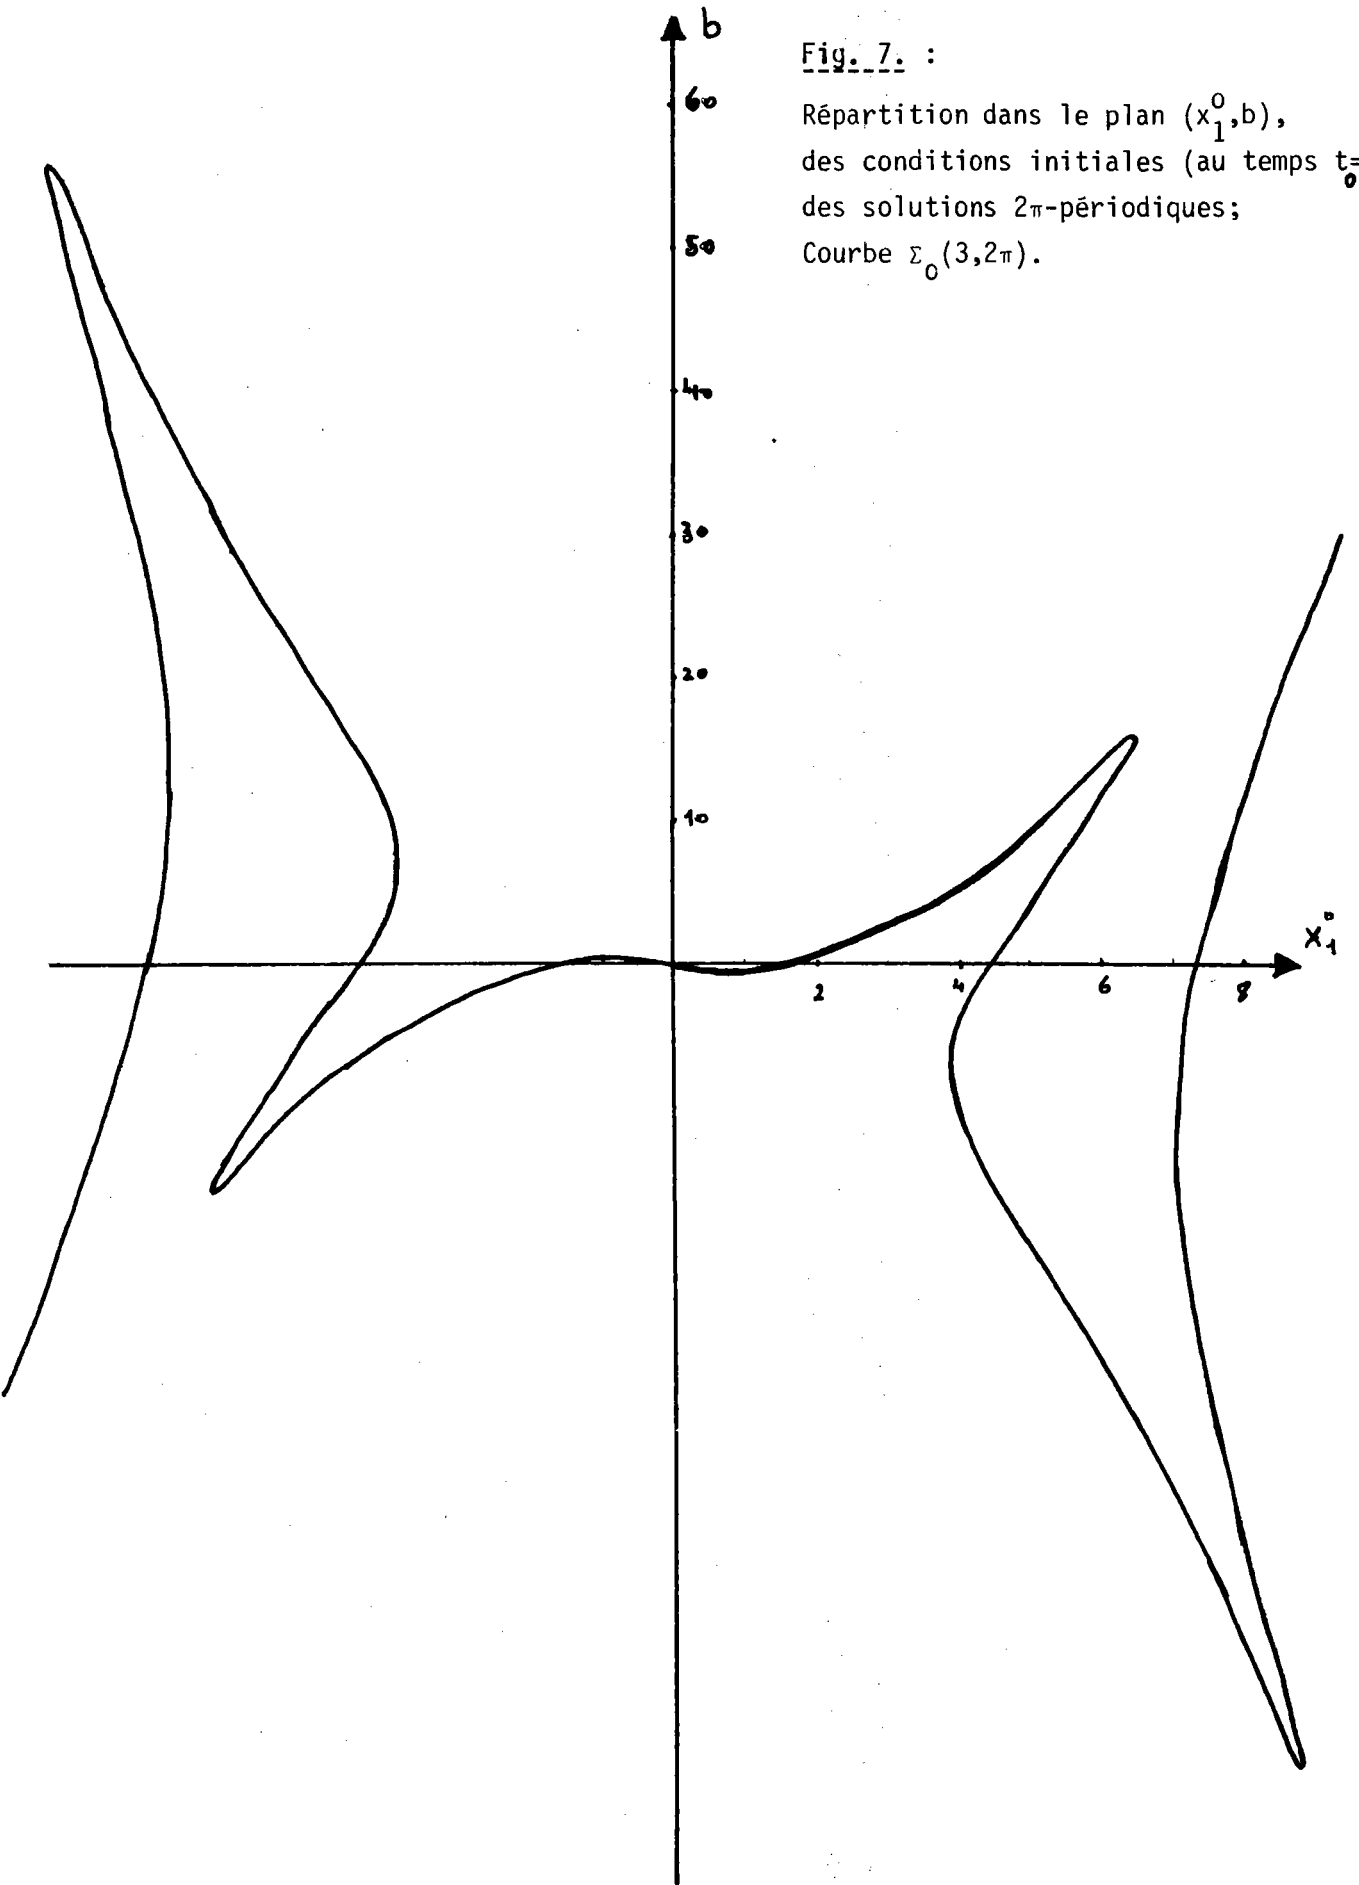 b
Fig. 7. :
60
Répartition dans le plan (x₁⁰,b),
des conditions initiales (au temps t₀=
des solutions 2π-périodiques;
50
Courbe Σ₀(3,2π).
40
30
20
10
x₁⁰
2
4
6
8